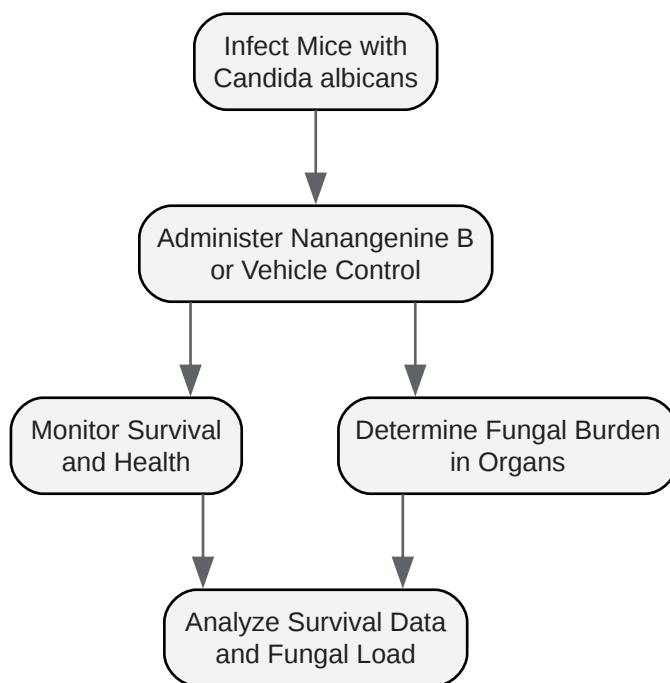 Infect Mice with
Candida albicans
Administer Nanangenine B
or Vehicle Control
Monitor Survival
and Health
Determine Fungal Burden
in Organs
Analyze Survival Data
and Fungal Load